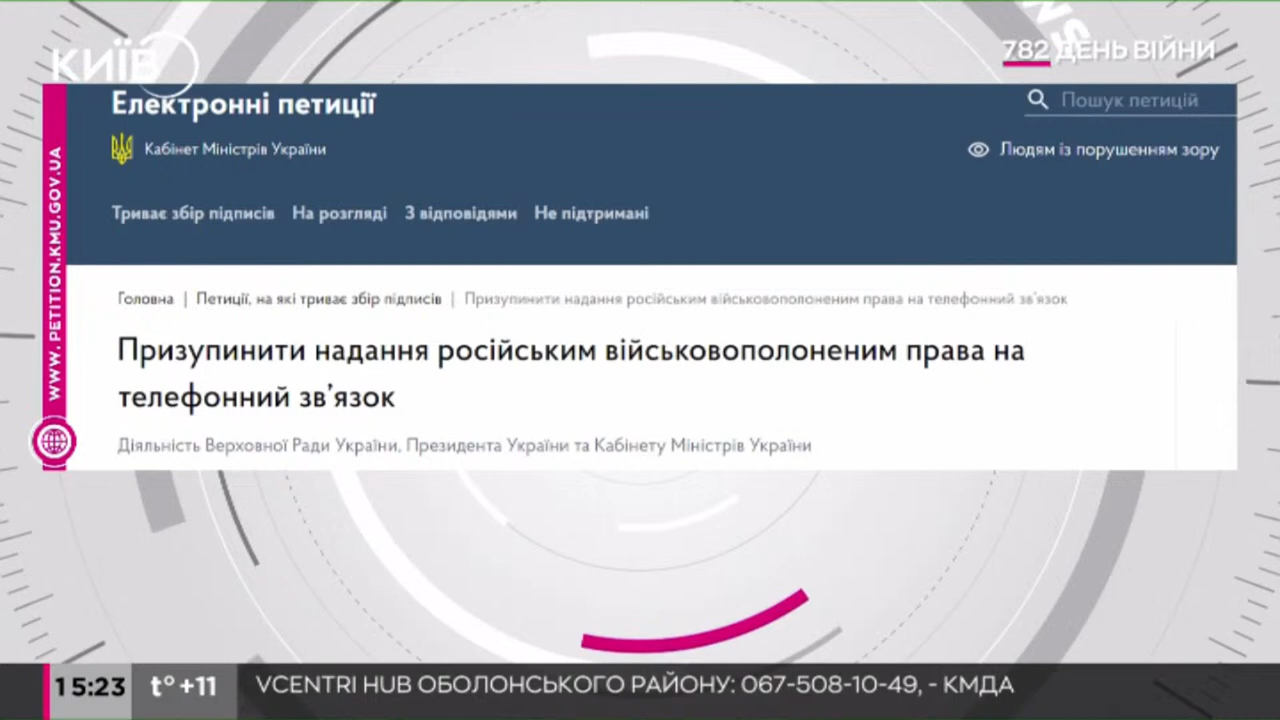 КИЇВ
NS
782 ДЕНЬ ВІЙНИ
Електронні петиції
Пошук петицій
Кабінет Міністрів України
Людям із порушенням зору
Триває збір підписів На розгляді З відповідями Не підтримані
WWW. PETITION.KMU.GOV.UA
Головна | Петиції, на які триває збір підписів | Призупинити надання російським військовополоненим права на телефонний зв'язок
Призупинити надання російським військовополоненим права на
телефонний зв'язок
Діяльність Верховної Ради України, Президента України та Кабінету Міністрів України
15:23 t° +11 VCENTRI HUB ОБОЛОНСЬКОГО РАЙОНУ: 067-508-10-49, - КМДА